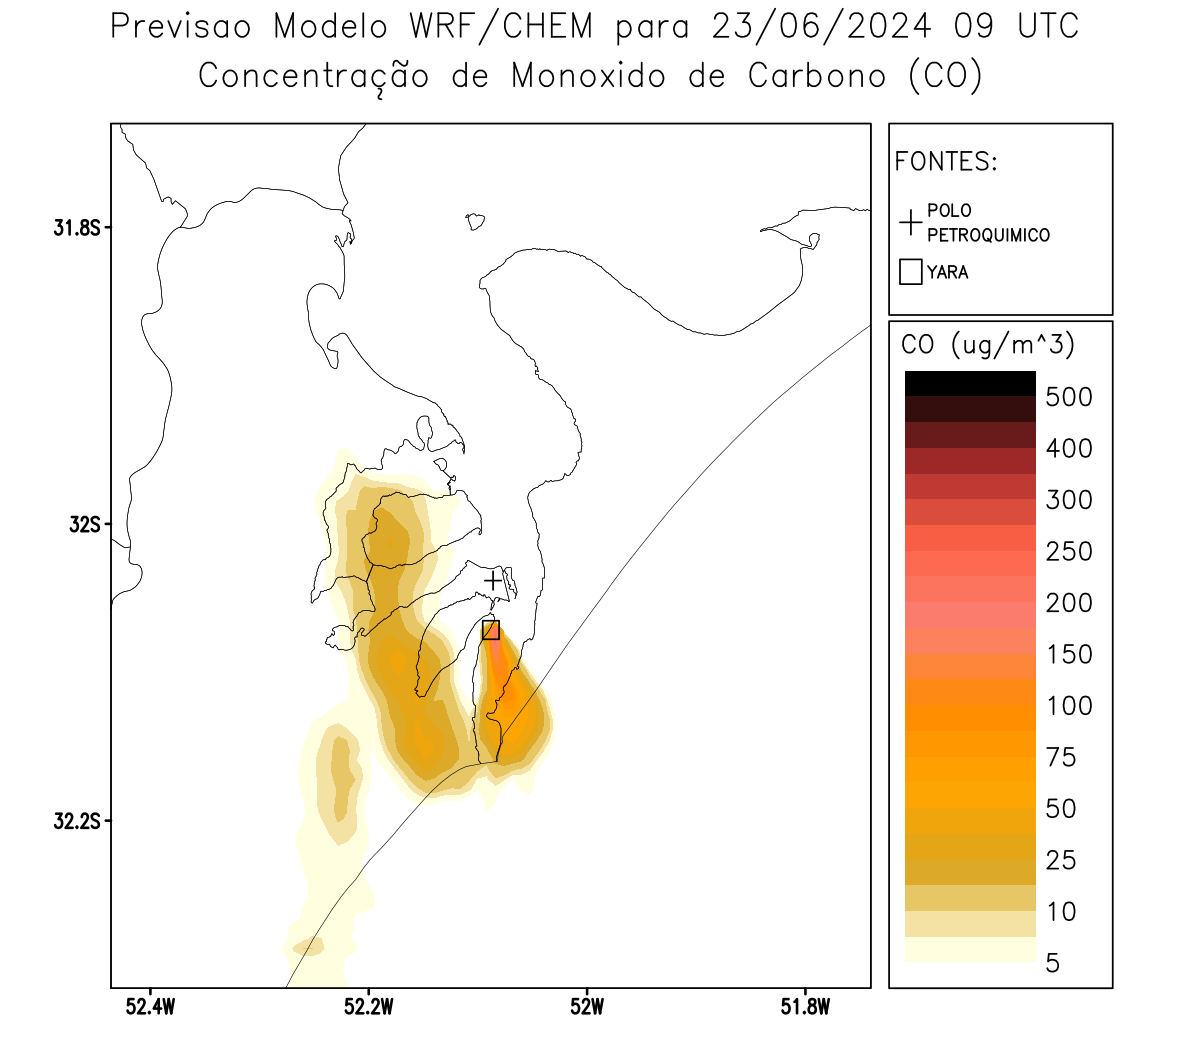 Previsao Modelo WRF/CHEM para 23/06/2024 09 UTC
Concentração de Monoxido de Carbono (CO)
FONTES:
POLO
PETROQUIMICO
YARA
CO (ug/m^3)
500
400
300
250
200
150
100
75
50
25
10
5
31.8S
32S
32.2S
52.4W 52.2W 52W 51.8W